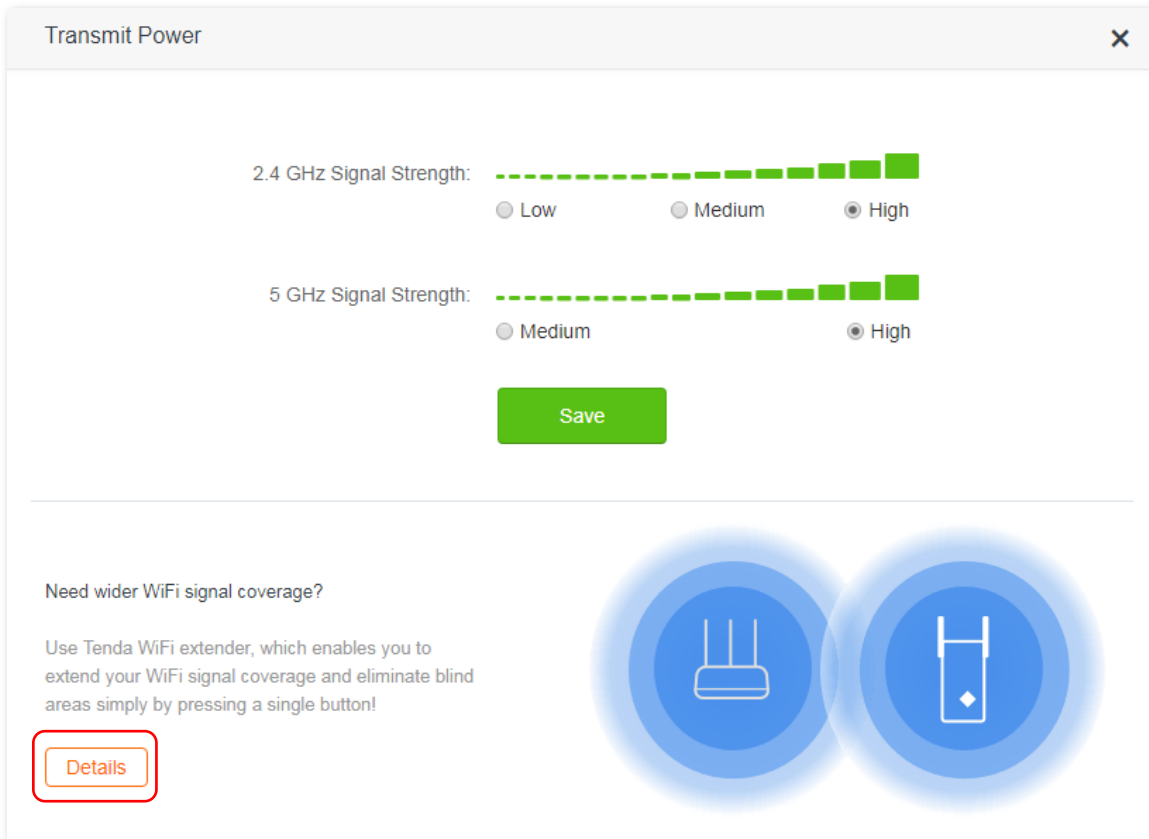 Transmit Power
2.4 GHz Signal Strength:
Low Medium High
5 GHz Signal Strength:
Medium High
Save
Need wider WiFi signal coverage?
Use Tenda WiFi extender, which enables you to
extend your WiFi signal coverage and eliminate blind
areas simply by pressing a single button!
Details